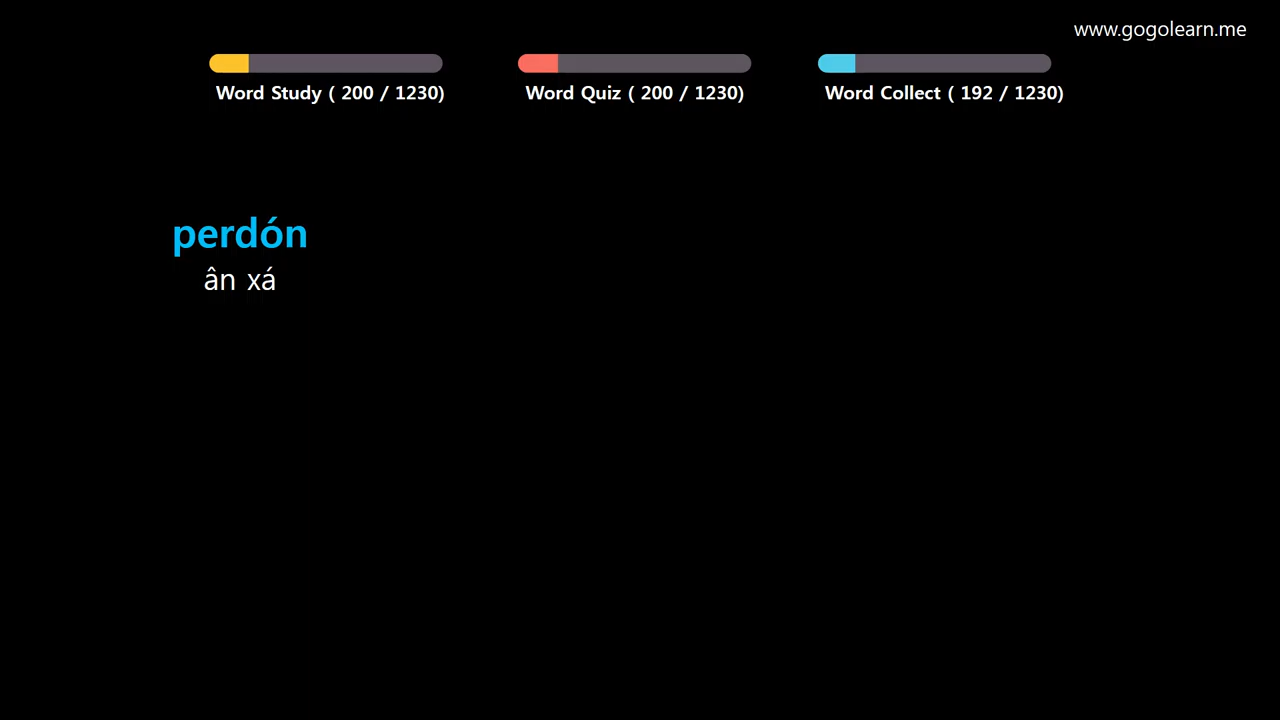 www.gogolearn.me
Word Study ( 200 / 1230)
Word Quiz ( 200 / 1230)
Word Collect ( 192 / 1230)
perdón
ân xá